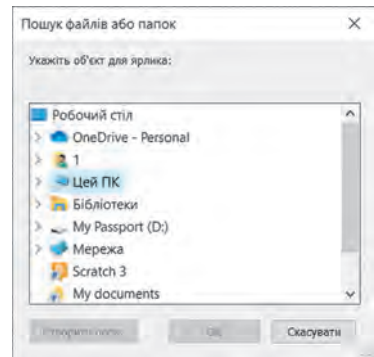 Пошук файлів або папок
Укажіть об'єкт для ярлика:
Робочий стіл
OneDrive - Personal
1
Цей ПК
Бібліотеки
My Passport (D:)
Мережа
Scratch 3
My documents
OK
Скасувати